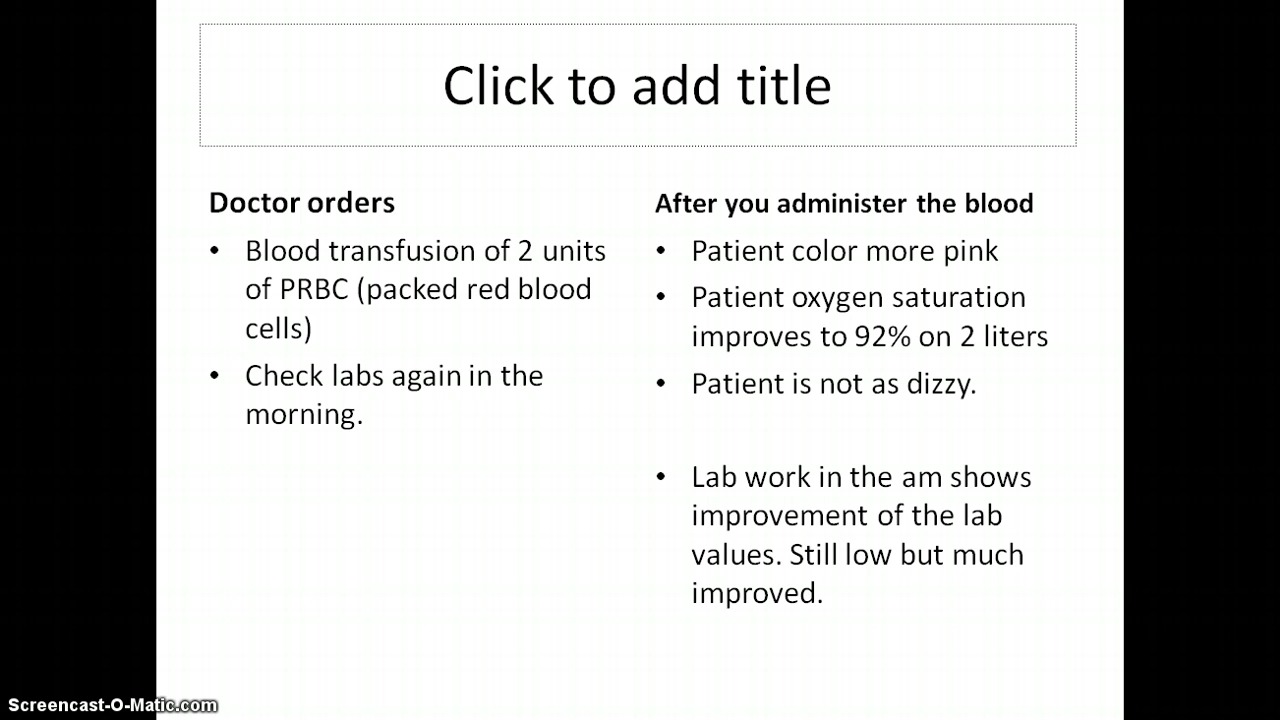 Click to add title
Doctor orders
• Blood transfusion of 2 units
of PRBC (packed red blood
cells)
• Check labs again in the
morning.
After you administer the blood
• Patient color more pink
• Patient oxygen saturation
improves to 92% on 2 liters
• Patient is not as dizzy.
• Lab work in the am shows
improvement of the lab
values. Still low but much
improved.
Screencast-O-Matic.com